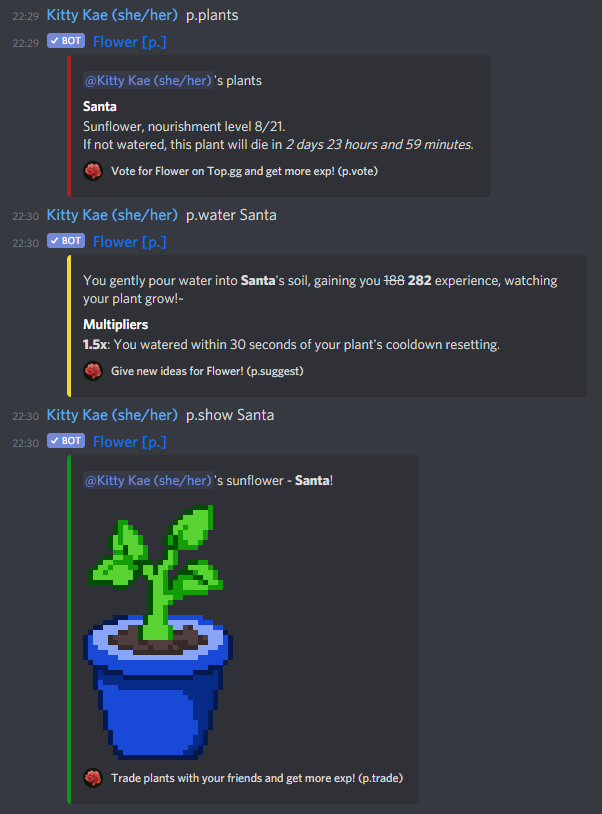 22:29 Kitty Kae (she/her) p.plants
22:29 ✓ BOT Flower [p.]
@Kitty Kae (she/her)'s plants
Santa
Sunflower, nourishment level 8/21.
If not watered, this plant will die in 2 days 23 hours and 59 minutes.
Vote for Flower on Top.gg and get more exp! (p.vote)
22:30 Kitty Kae (she/her) p.water Santa
22:30 ✓ BOT Flower [p.]
You gently pour water into Santa's soil, gaining you 188 282 experience, watching
your plant grow!~
Multipliers
1.5x: You watered within 30 seconds of your plant's cooldown resetting.
Give new ideas for Flower! (p.suggest)
22:30 Kitty Kae (she/her) p.show Santa
22:30 ✓ BOT Flower [p.]
@Kitty Kae (she/her)'s sunflower - Santa!
Trade plants with your friends and get more exp! (p.trade)